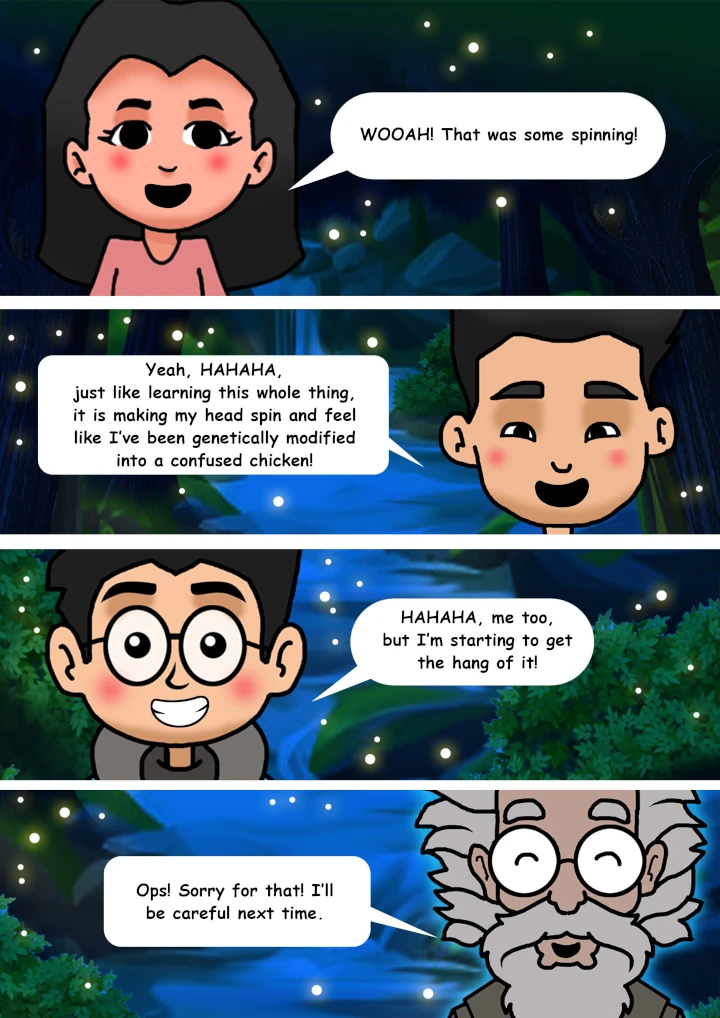 WOOAH! That was some spinning!
Yeah, HAHAHA,
just like learning this whole thing,
it is making my head spin and feel
like I've been genetically modified
into a confused chicken!
HAHAHA, me too,
but I'm starting to get
the hang of it!
Ops! Sorry for that! I'll
be careful next time.